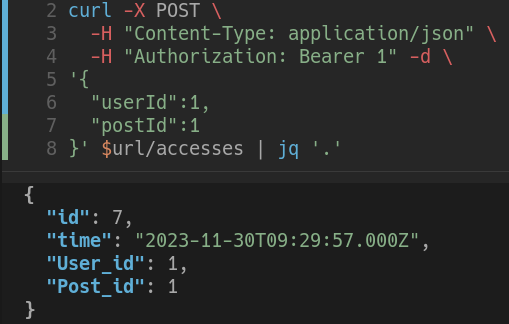 2 curl -X POST \
3 -H "Content-Type: application/json" \
4 -H "Authorization: Bearer 1" -d \
5 '{
6 "userId":1,
7 "postId":1
8 }' $url/accesses | jq '.'
{
"id": 7,
"time": "2023-11-30T09:29:57.000Z",
"User_id": 1,
"Post_id": 1
}